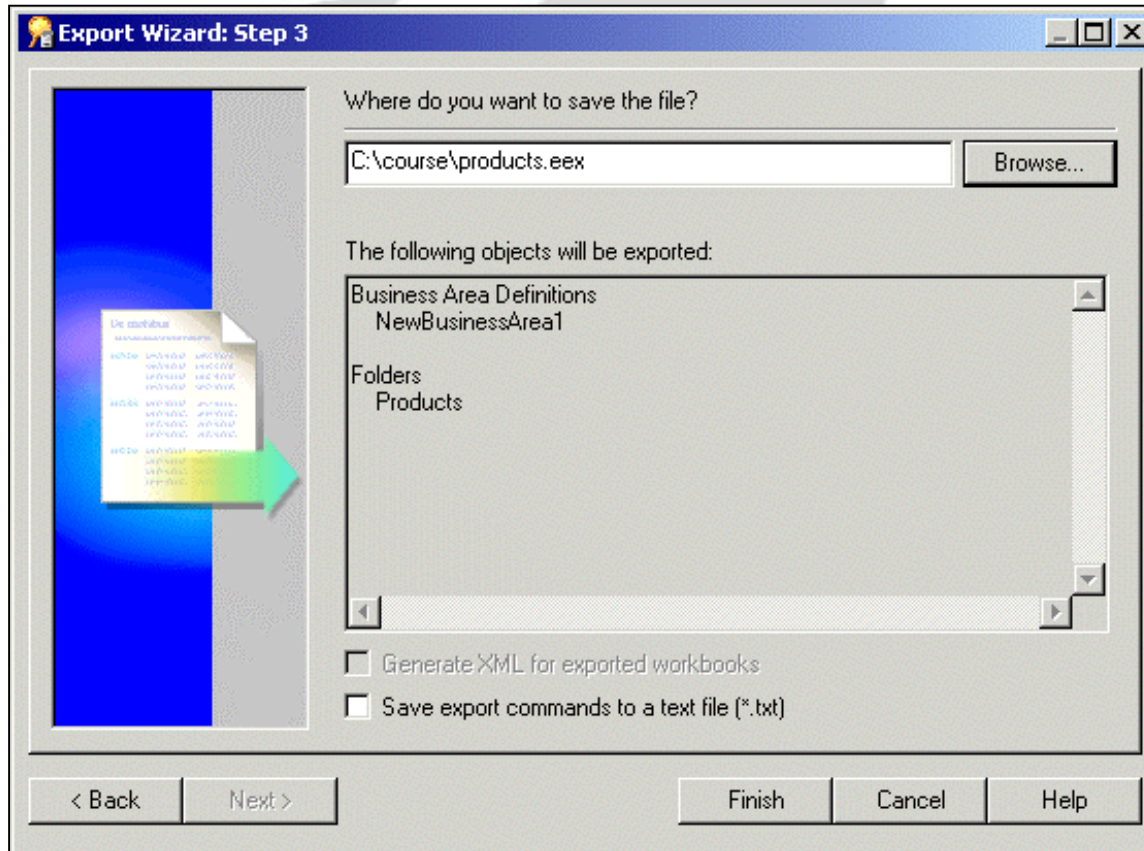 Export Wizard: Step 3
Where do you want to save the file?
C:\course\products.eex
Browse...
The following objects will be exported:
Business Area Definitions
NewBusinessArea1
Folders
Products
Generate XML for exported workbooks
Save export commands to a text file (*.txt)
< Back
Next >
Finish
Cancel
Help